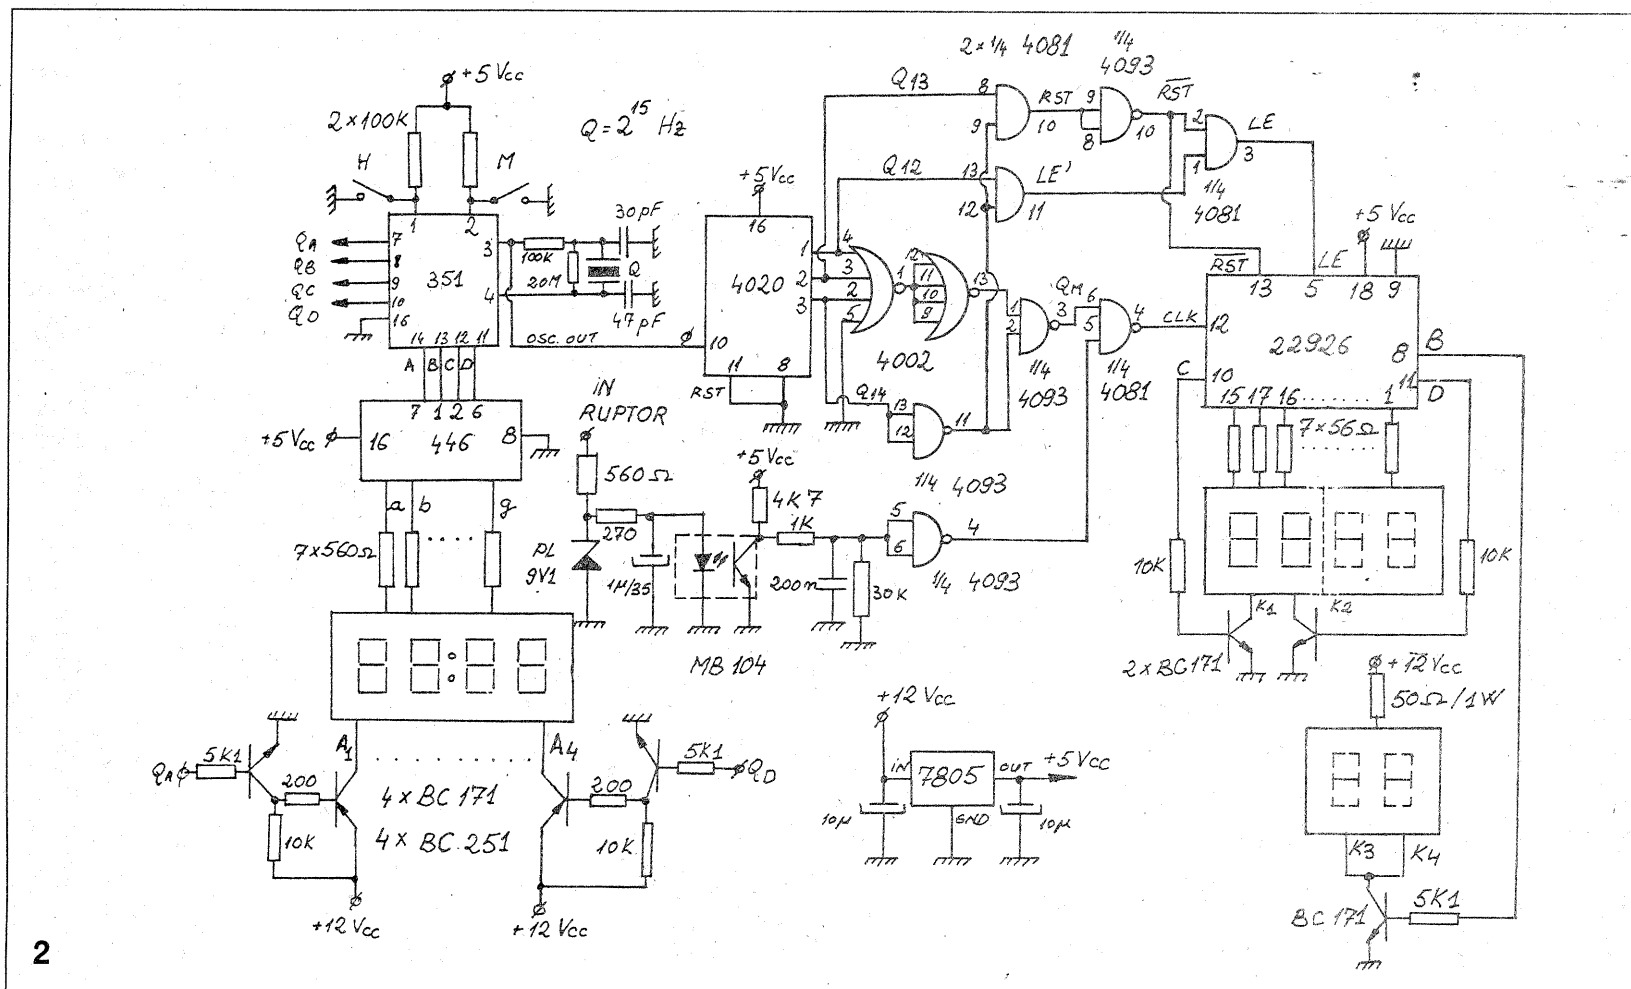 2 × 1/4 4081
1/4
4093
+5 Vcc
2×100K
H
M
Q = 2^15 Hz
Q13
8
9
RST
10
9
8
10
RST
2
1
LE
3
1/4
4081
Q12
13
12
LE'
11
+5Vcc
16
1
2
3
4020
10
11
8
RST
1
2
7
8
9
10
16
351
3
4
14
13
12
11
QA
QB
QC
QD
100K
20M
30pF
Q
47pF
OSC. OUT
Ø
A
B
C
D
4
3
2
5
1
12
11
10
9
13
4002
1
2
3
QM
6
5
4
CLK
1/4
4093
1/4
4081
Q14
13
12
11
1/4 4093
+5 Vcc
RST
LE
13
5
18
9
12
22926
8
B
C
10
11
D
15
17
16
1
7×56Ω
7
1
2
6
+5Vcc
16
446
8
a
b
g
7×560Ω
IN
RUPTOR
560Ω
270
PL
9V1
1μ/35
MB 104
+5Vcc
4K7
1K
200n
30K
5
6
4
1/4 4093
10K
10K
K1
K2
2×BC171
+12Vcc
50Ω/1W
K3
K4
BC 171
5K1
QA
5K1
200
10K
A1
A4
4×BC 171
4× BC.251
200
10K
5K1
QD
+12 Vcc
+12 Vcc
+12 Vcc
IN
7805
OUT
+5 Vcc
GND
10μ
10μ
2